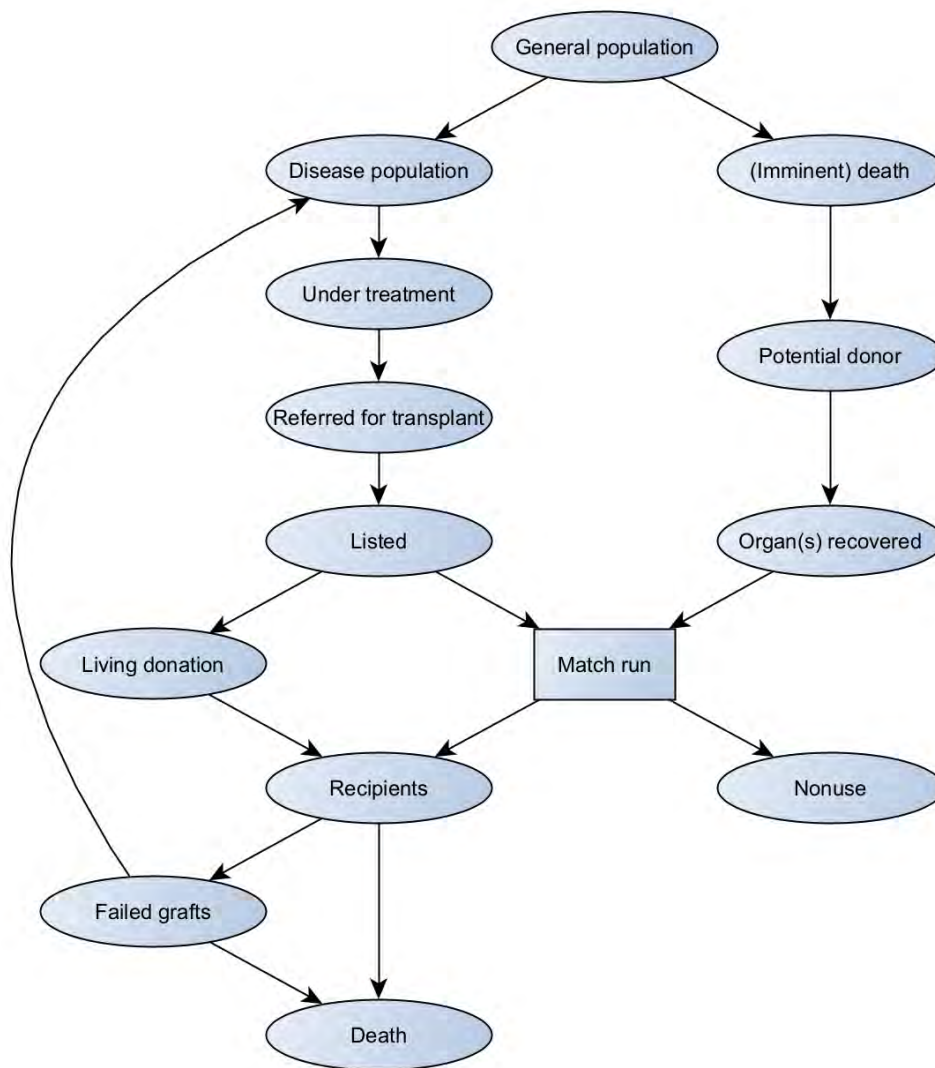 General population
Disease population
(Imminent) death
Under treatment
Potential donor
Referred for transplant
Listed
Organ(s) recovered
Living donation
Match run
Recipients
Nonuse
Failed grafts
Death